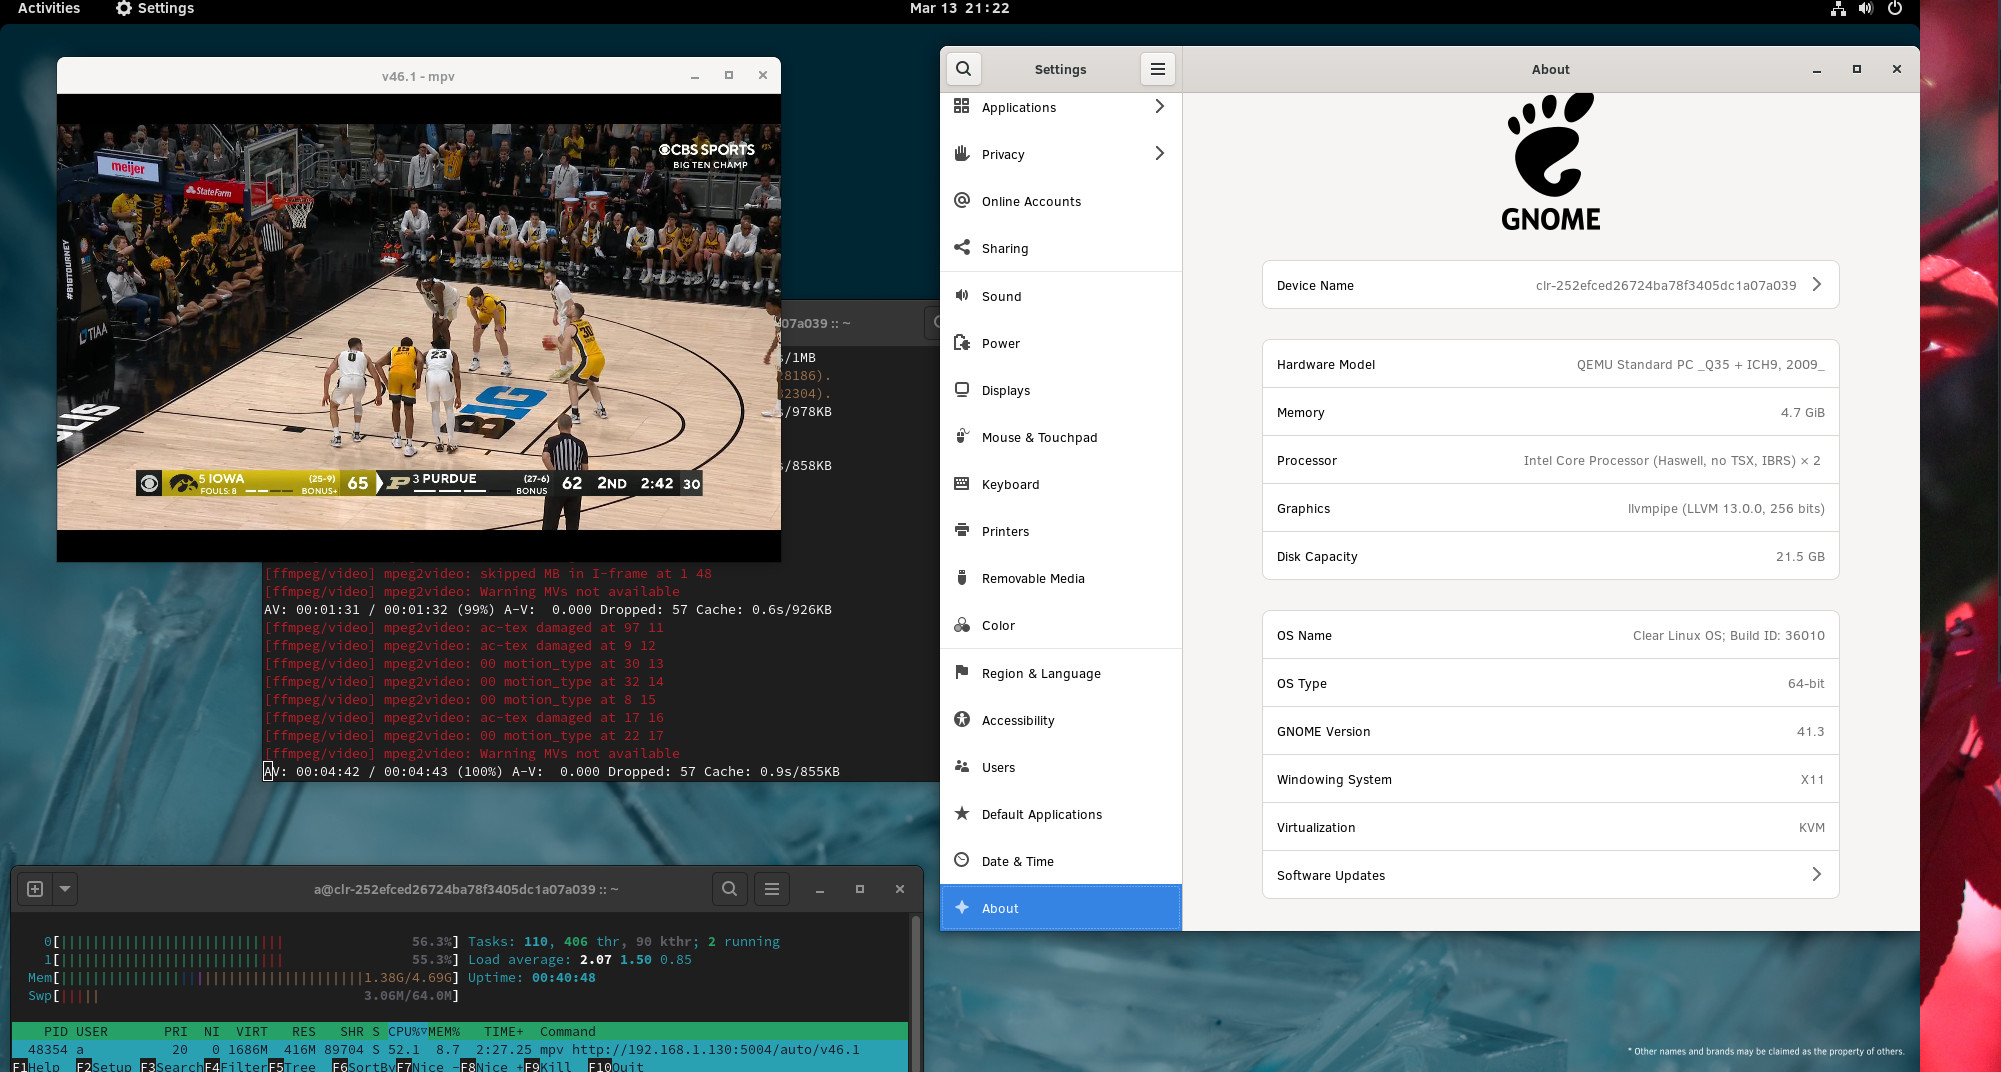 Activities Settings Mar 13 21:22
v46.1 - mpv
meijer
StateFarm
CBS SPORTS
BIG TEN CHAMP
#B1GTOURNEY
TIAA
0
15
23
30
B1G
5 IOWA (25-9) 65 3 PURDUE (27-6) 62 2ND 2:42 30
FOULS: 8 BONUS+ BONUS
07a039 :: ~
/1MB
8186).
2304).
s/978KB
s/858KB
[ffmpeg/video] mpeg2video: skipped MB in I-frame at 1 48
[ffmpeg/video] mpeg2video: Warning MVs not available
AV: 00:01:31 / 00:01:32 (99%) A-V: 0.000 Dropped: 57 Cache: 0.6s/926KB
[ffmpeg/video] mpeg2video: ac-tex damaged at 97 11
[ffmpeg/video] mpeg2video: ac-tex damaged at 9 12
[ffmpeg/video] mpeg2video: 00 motion_type at 30 13
[ffmpeg/video] mpeg2video: 00 motion_type at 32 14
[ffmpeg/video] mpeg2video: 00 motion_type at 8 15
[ffmpeg/video] mpeg2video: ac-tex damaged at 17 16
[ffmpeg/video] mpeg2video: 00 motion_type at 22 17
[ffmpeg/video] mpeg2video: Warning MVs not available
AV: 00:04:42 / 00:04:43 (100%) A-V: 0.000 Dropped: 57 Cache: 0.9s/855KB
a@clr-252efced26724ba78f3405dc1a07a039 :: ~
0[ 56.3%] Tasks: 110, 406 thr, 90 kthr; 2 running
1[ 55.3%] Load average: 2.07 1.50 0.85
Mem[ 1.38G/4.69G] Uptime: 00:40:48
Swp[ 3.06M/64.0M]
PID USER PRI NI VIRT RES SHR S CPU%▽MEM% TIME+ Command
48354 a 20 0 1686M 416M 89704 S 52.1 8.7 2:27.25 mpv http://192.168.1.130:5004/auto/v46.1
F1Help F2Setup F3SearchF4FilterF5Tree F6SortByF7Nice -F8Nice +F9Kill F10Quit
Settings
Applications
Privacy
Online Accounts
Sharing
Sound
Power
Displays
Mouse & Touchpad
Keyboard
Printers
Removable Media
Color
Region & Language
Accessibility
Users
Default Applications
Date & Time
About
About
GNOME
Device Name clr-252efced26724ba78f3405dc1a07a039
Hardware Model QEMU Standard PC _Q35 + ICH9, 2009_
Memory 4.7 GiB
Processor Intel Core Processor (Haswell, no TSX, IBRS) × 2
Graphics llvmpipe (LLVM 13.0.0, 256 bits)
Disk Capacity 21.5 GB
OS Name Clear Linux OS; Build ID: 36010
OS Type 64-bit
GNOME Version 41.3
Windowing System X11
Virtualization KVM
Software Updates
* Other names and brands may be claimed as the property of others.